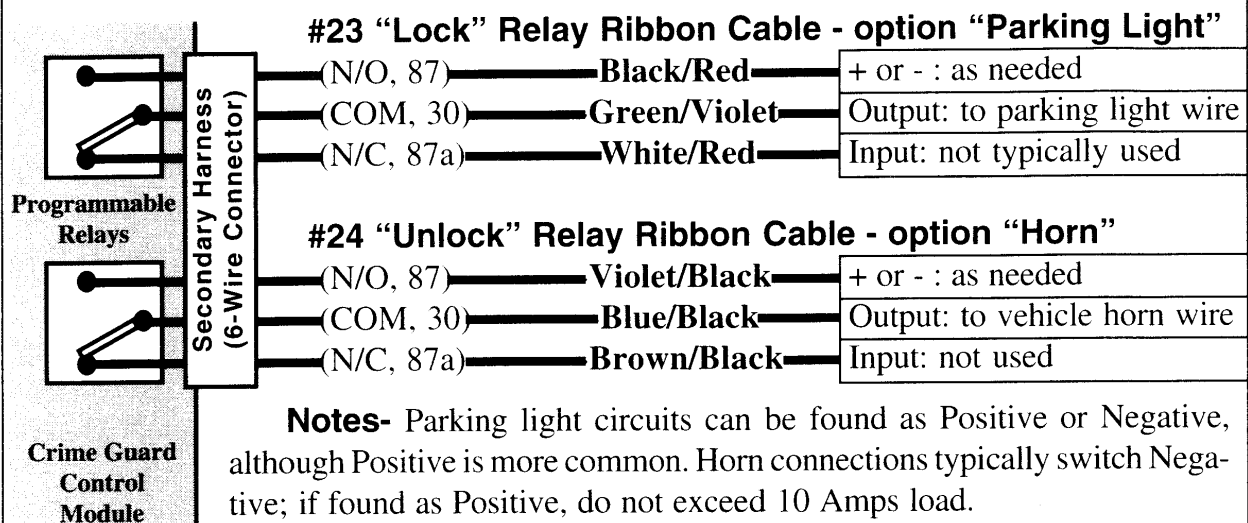 #23 “Lock” Relay Ribbon Cable - option “Parking Light”
(N/O, 87) Black/Red + or - : as needed
(COM, 30) Green/Violet Output: to parking light wire
(N/C, 87a) White/Red Input: not typically used
Programmable
Relays
Secondary Harness
(6-Wire Connector)
#24 “Unlock” Relay Ribbon Cable - option “Horn”
(N/O, 87) Violet/Black + or - : as needed
(COM, 30) Blue/Black Output: to vehicle horn wire
(N/C, 87a) Brown/Black Input: not used
Crime Guard
Control
Module
Notes- Parking light circuits can be found as Positive or Negative,
although Positive is more common. Horn connections typically switch Nega-
tive; if found as Positive, do not exceed 10 Amps load.